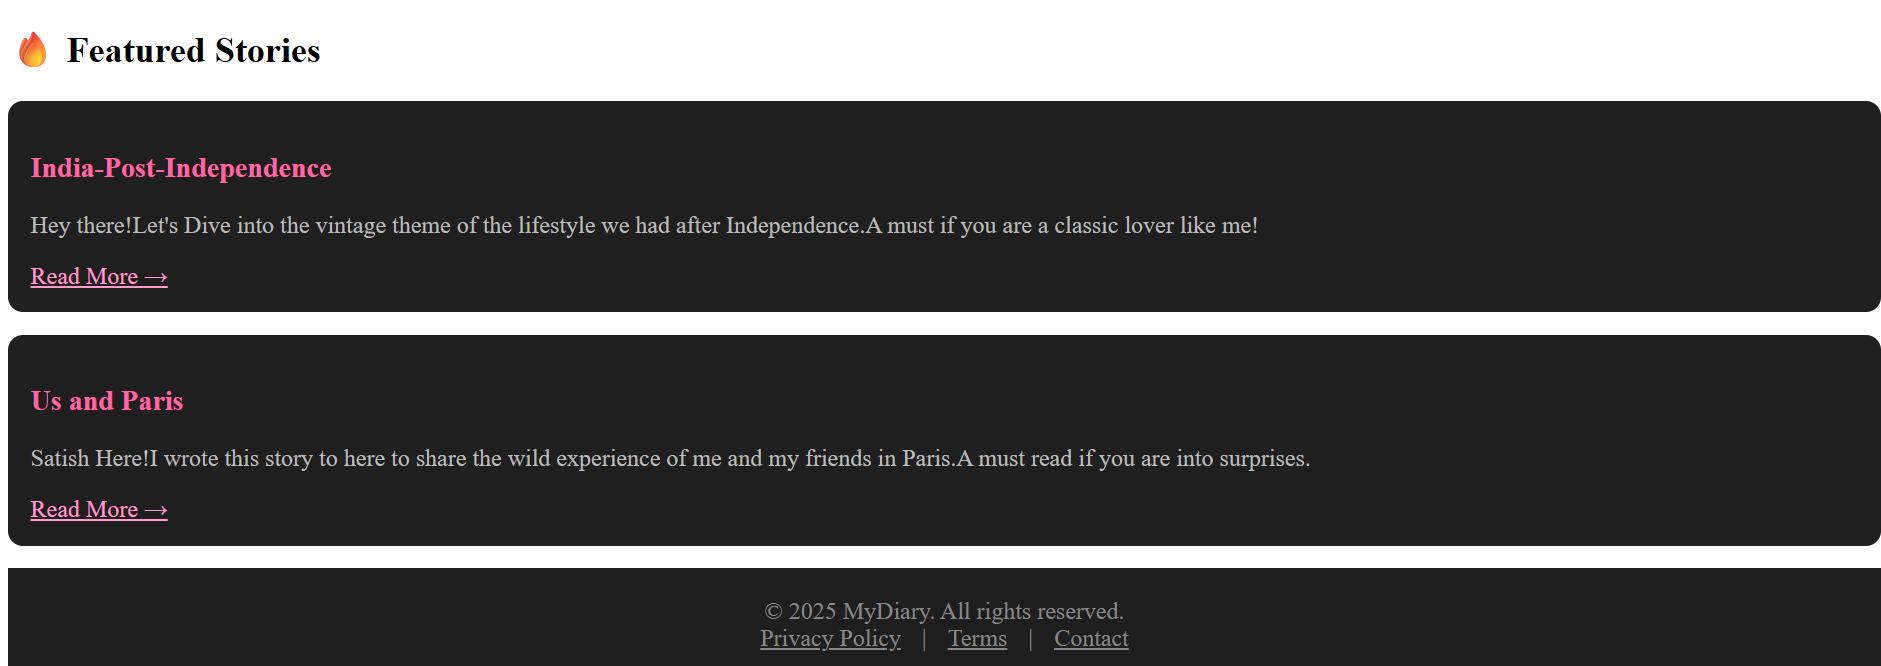 🔥 Featured Stories
India-Post-Independence
Hey there!Let's Dive into the vintage theme of the lifestyle we had after Independence.A must if you are a classic lover like me!
Read More →
Us and Paris
Satish Here!I wrote this story to here to share the wild experience of me and my friends in Paris.A must read if you are into surprises.
Read More →
© 2025 MyDiary. All rights reserved.
Privacy Policy | Terms | Contact